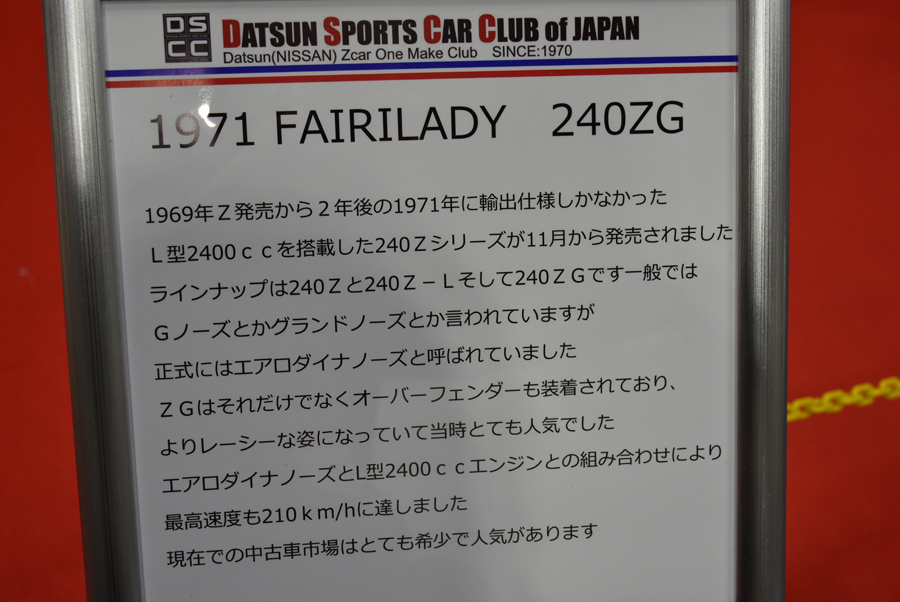 DS
CC
DATSUN SPORTS CAR CLUB of JAPAN
Datsun(NISSAN) Zcar One Make Club SINCE:1970
1971 FAIRILADY 240ZG
1969年Z発売から2年後の1971年に輸出仕様しかなかった
L型2400ccを搭載した240Zシリーズが11月から発売されました
ラインナップは240Zと240Z-Lそして240ZGです一般では
Gノーズとかグランドノーズとか言われていますが
正式にはエアロダイナノーズと呼ばれていました
ZGはそれだけでなくオーバーフェンダーも装着されており、
よりレーシーな姿になっていて当時とても人気でした
エアロダイナノーズとL型2400ccエンジンとの組み合わせにより
最高速度も210km/hに達しました
現在での中古車市場はとても希少で人気があります